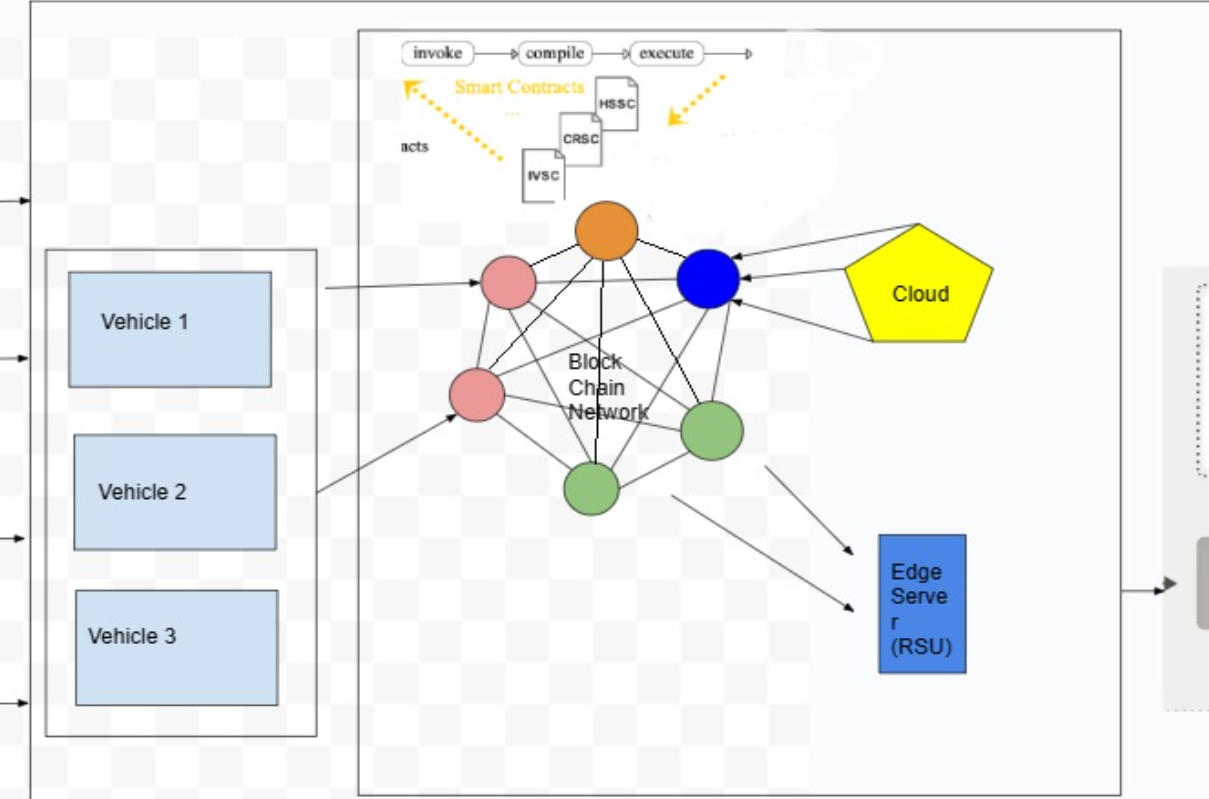 invoke
compile
execute
Smart Contracts
...
HSSC
CRSC
acts
IVSC
Vehicle 1
Cloud
Block
Chain
Network
Vehicle 2
Edge
Serve
r
(RSU)
Vehicle 3